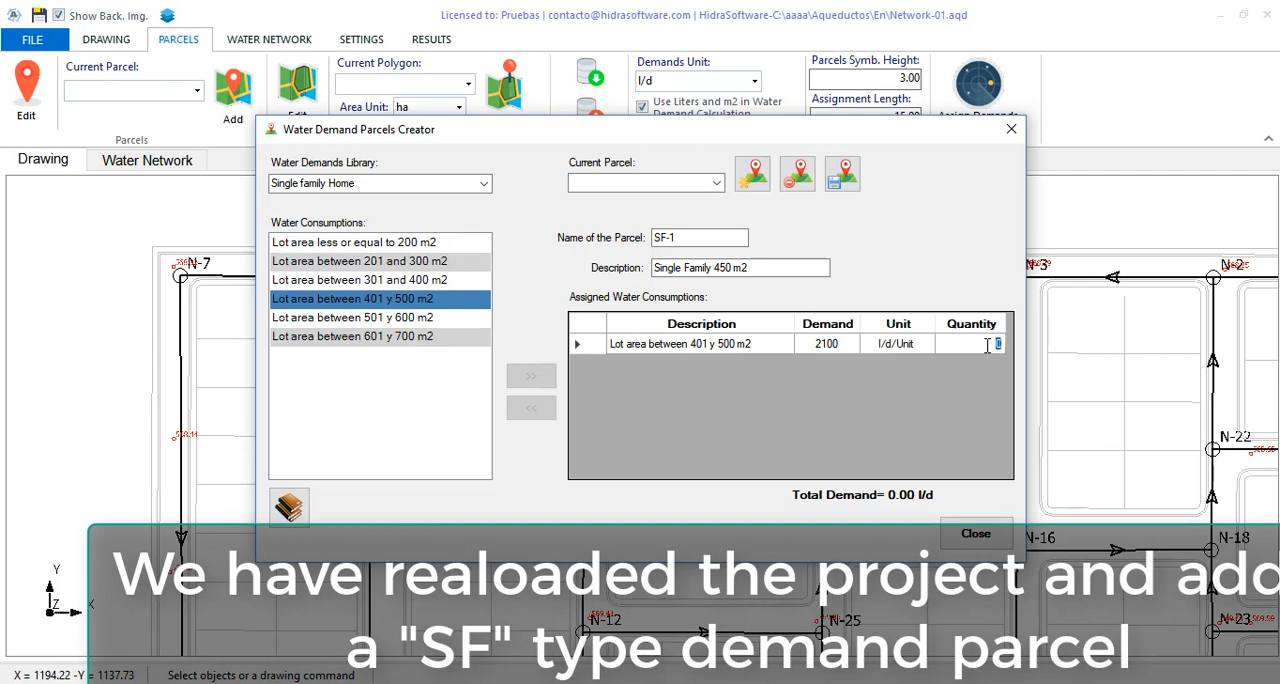 Show Back. Img.
Licensed to: Pruebas | contacto@hidrasoftware.com | HidraSoftware-C:\aaaa\Aqueductos\En\Network-01.aqd
FILE DRAWING PARCELS WATER NETWORK SETTINGS RESULTS
Current Parcel:
Edit
Add
Parcels
Current Polygon:
Area Unit: ha
Demands Unit:
l/d
Use Liters and m2 in Water
Demand Calculation
Parcels Symb. Height:
3.00
Assignment Length:
Drawing Water Network
Water Demand Parcels Creator
Water Demands Library:
Single family Home
Current Parcel:
Water Consumptions:
Lot area less or equal to 200 m2
Lot area between 201 and 300 m2
Lot area between 301 and 400 m2
Lot area between 401 y 500 m2
Lot area between 501 y 600 m2
Lot area between 601 y 700 m2
>>
<<
Name of the Parcel: SF-1
Description: Single Family 450 m2
Assigned Water Consumptions:
Description Demand Unit Quantity
Lot area between 401 y 500 m2 2100 l/d/Unit 0
Total Demand= 0.00 l/d
Close
N-7
N-3
N-2
N-22
N-16
N-18
N-12
N-25
N-23
We have realoaded the project and add
a "SF" type demand parcel
X = 1194.22 -Y = 1137.73 Select objects or a drawing command
Y
Z
X